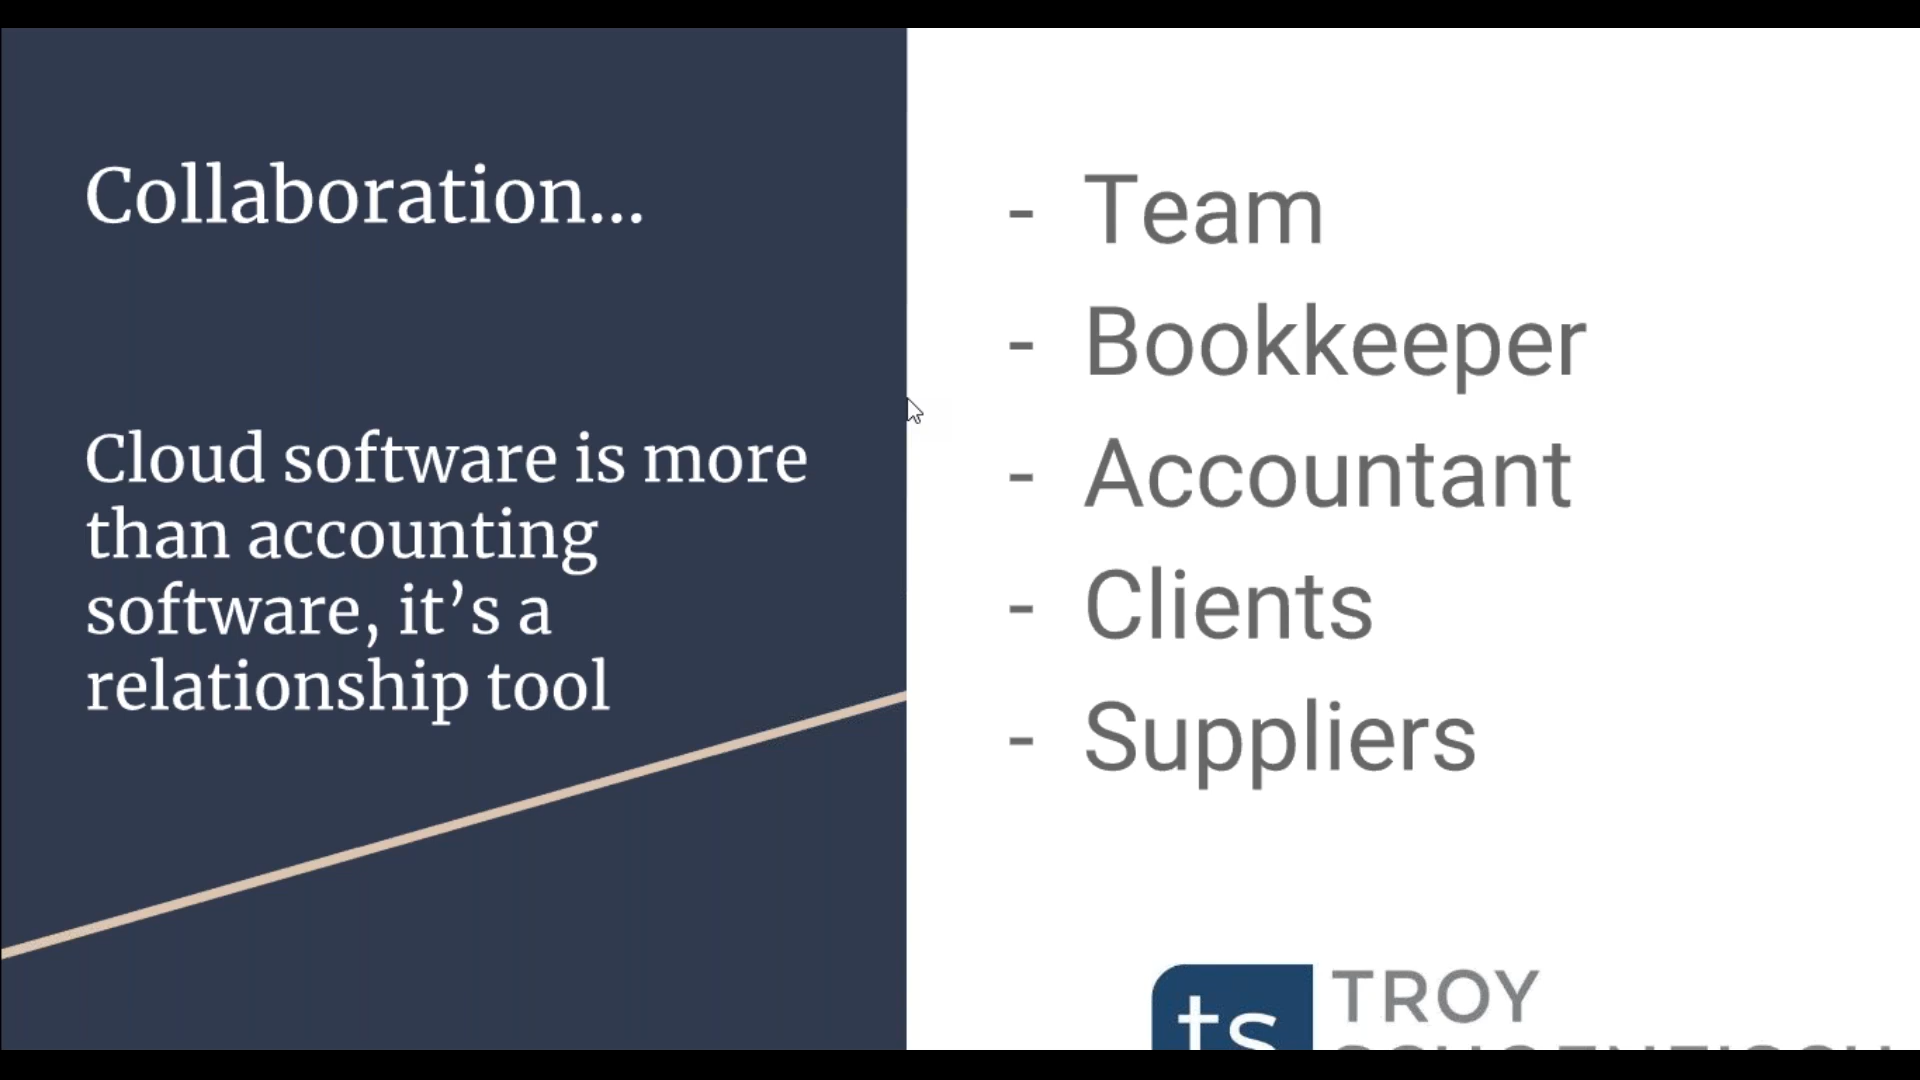 Collaboration...
Cloud software is more
than accounting
software, it’s a
relationship tool
- Team
- Bookkeeper
- Accountant
- Clients
- Suppliers
ts
TROY